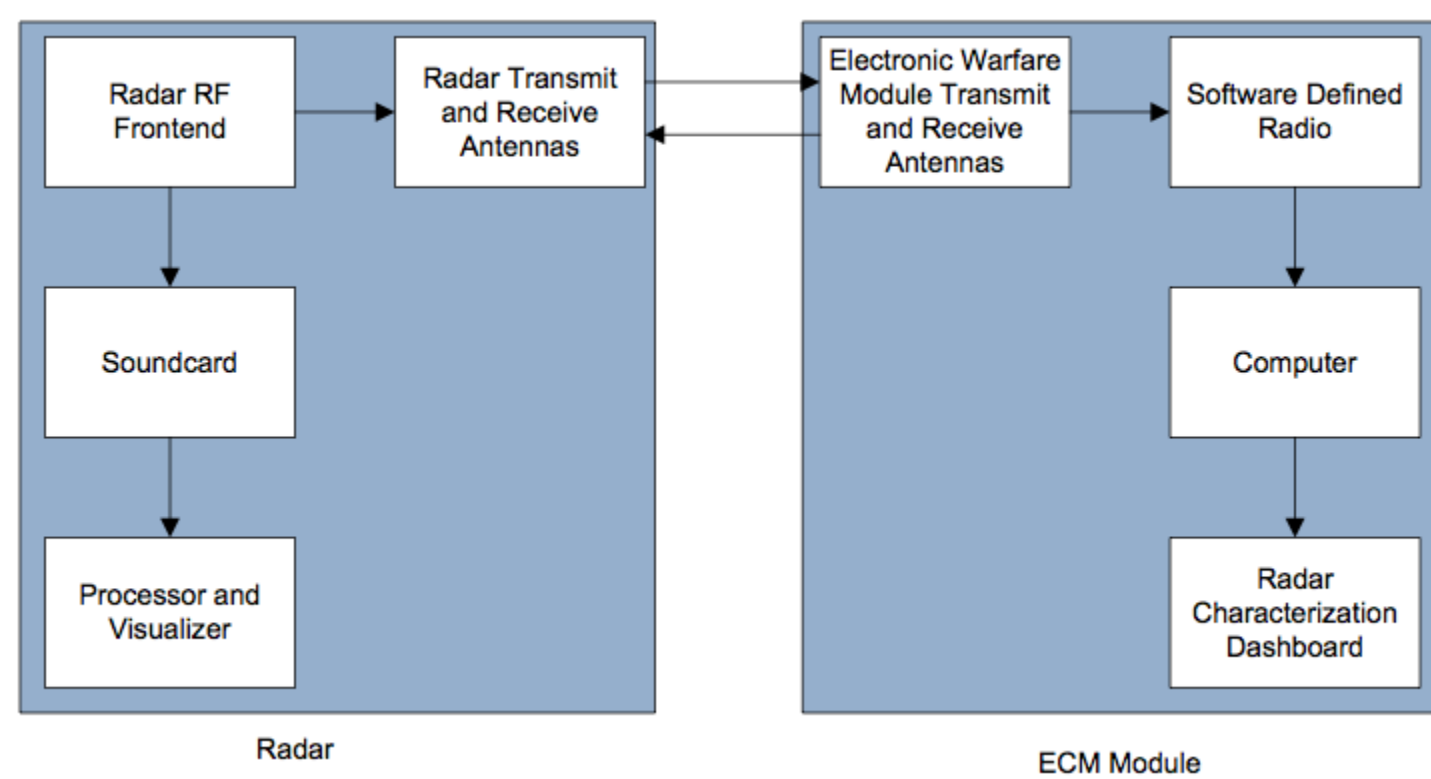 Radar RF
Frontend
Radar Transmit
and Receive
Antennas
Electronic Warfare
Module Transmit
and Receive
Antennas
Software Defined
Radio
Soundcard
Computer
Processor and
Visualizer
Radar
Characterization
Dashboard
Radar
ECM Module